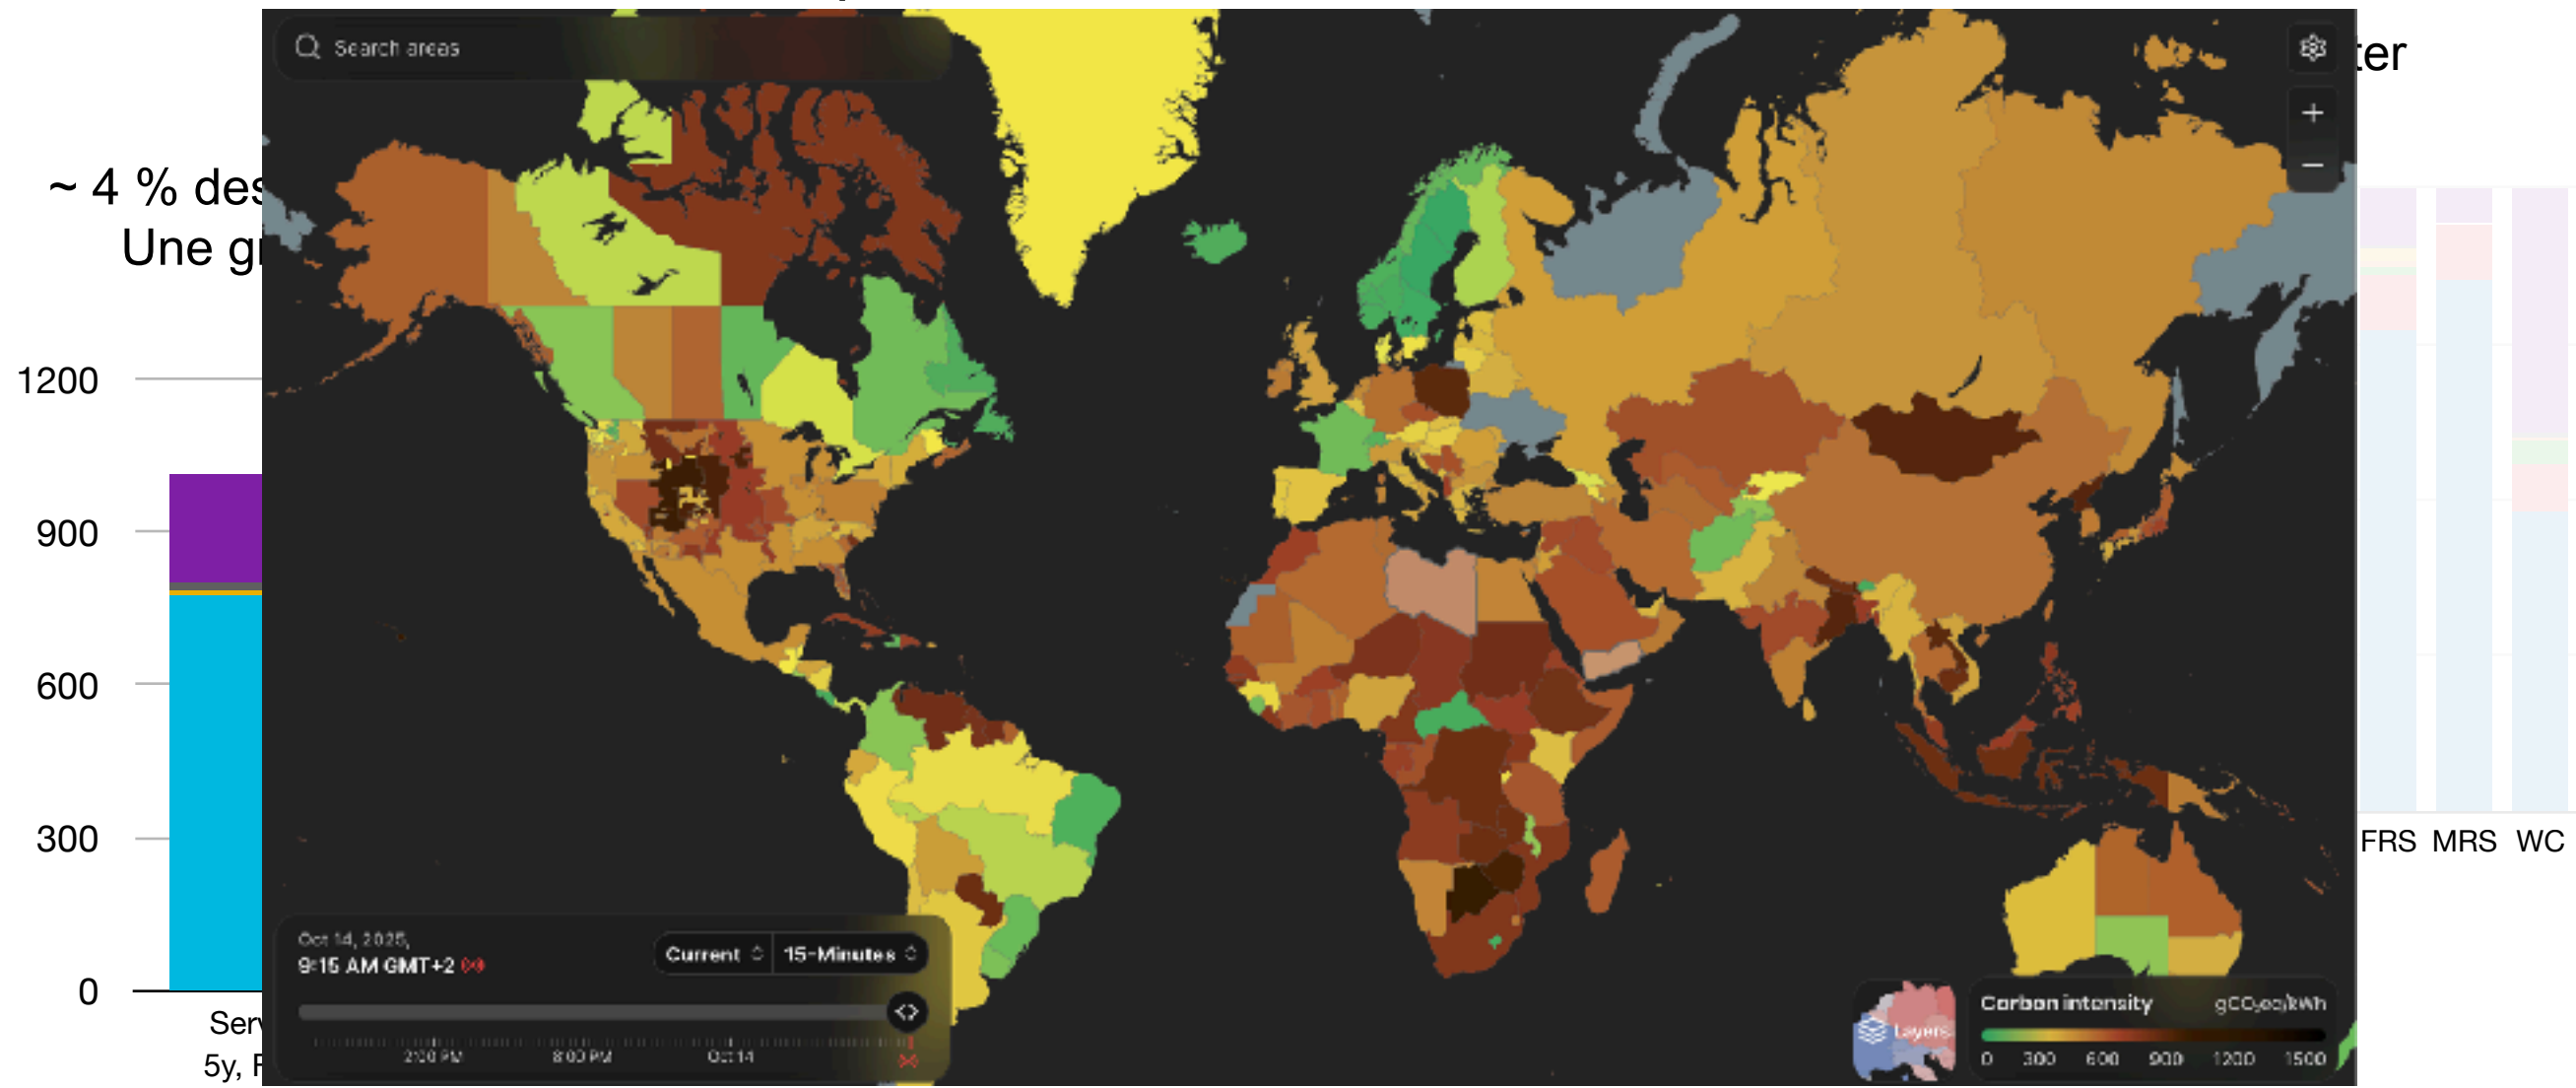 Search areas
ter
~ 4 % des
Une gr
1200
900
600
300
0
Serv
5y, F
FRS MRS WC
Oct 14, 2025,
9:15 AM GMT+2
Current
15-Minutes
2:00 PM
8:00 PM
Oct 14
Layers
Carbon intensity
gCO₂eq/kWh
0 300 600 900 1200 1500